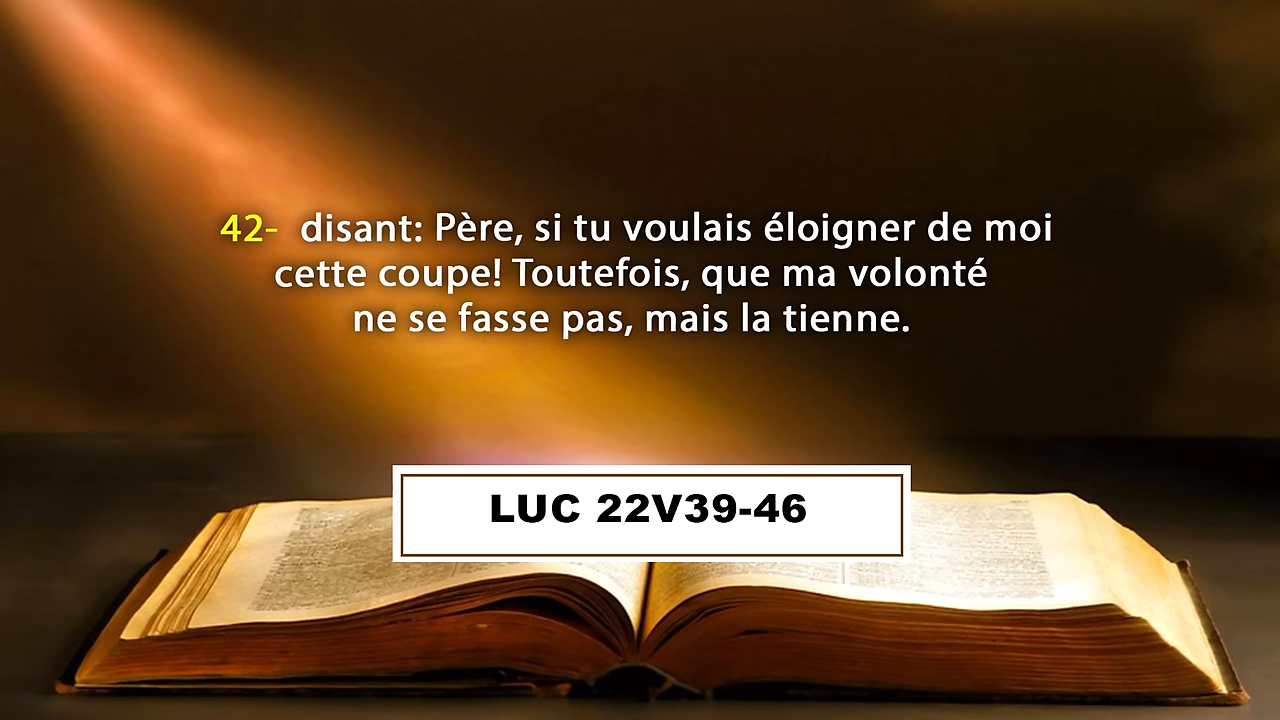 42- disant: Père, si tu voulais éloigner de moi
cette coupe! Toutefois, que ma volonté
ne se fasse pas, mais la tienne.
LUC 22V39-46